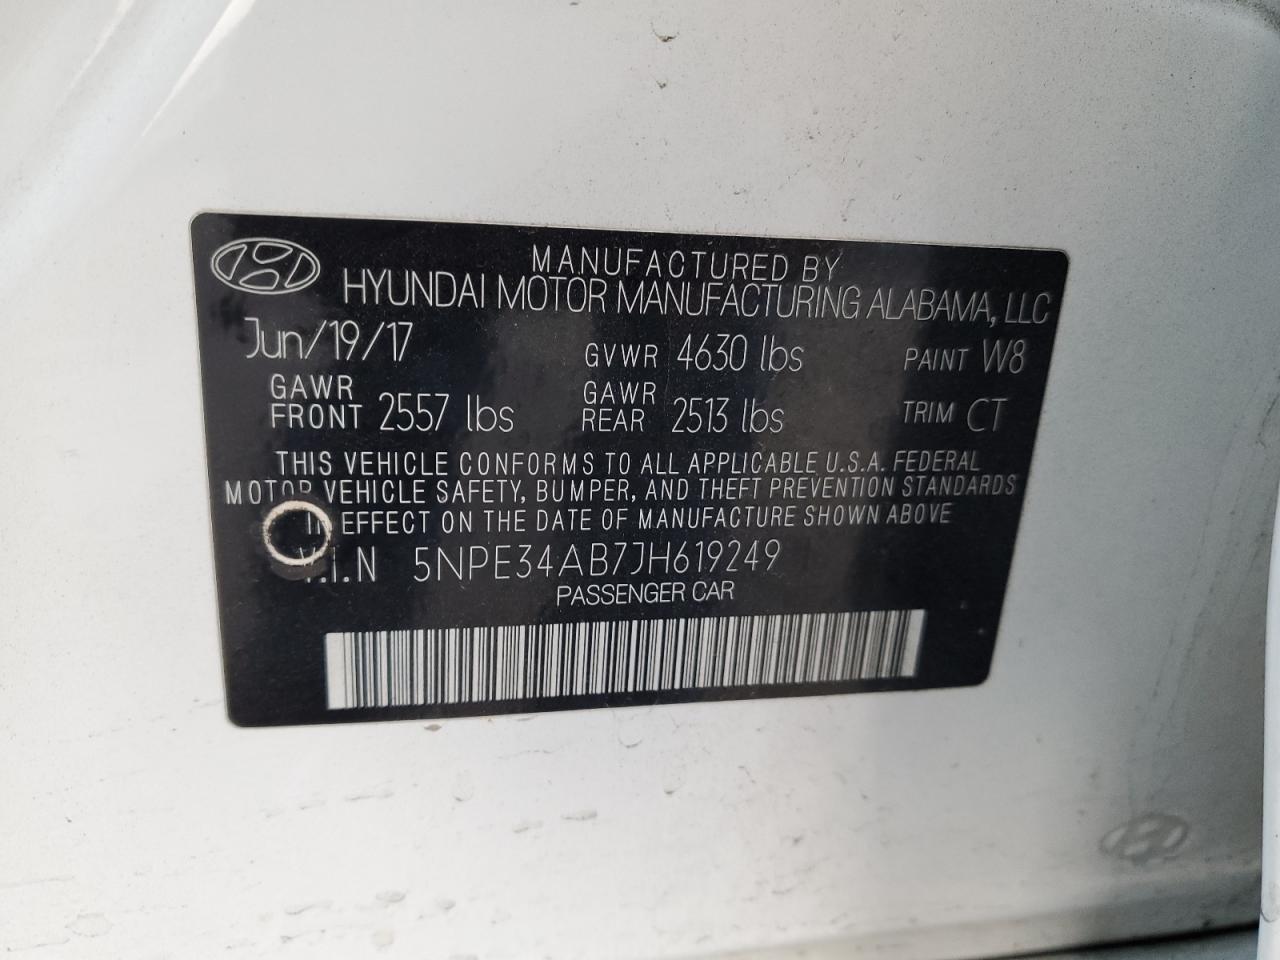 MANUFACTURED BY
HYUNDAI MOTOR MANUFACTURING ALABAMA, LLC
Jun/19/17 GVWR 4630 lbs PAINT W8
GAWR FRONT 2557 lbs GAWR REAR 2513 lbs TRIM CT
THIS VEHICLE CONFORMS TO ALL APPLICABLE U.S.A. FEDERAL
MOTOR VEHICLE SAFETY, BUMPER, AND THEFT PREVENTION STANDARDS
IN EFFECT ON THE DATE OF MANUFACTURE SHOWN ABOVE
V.I.N 5NPE34AB7JH619249
PASSENGER CAR